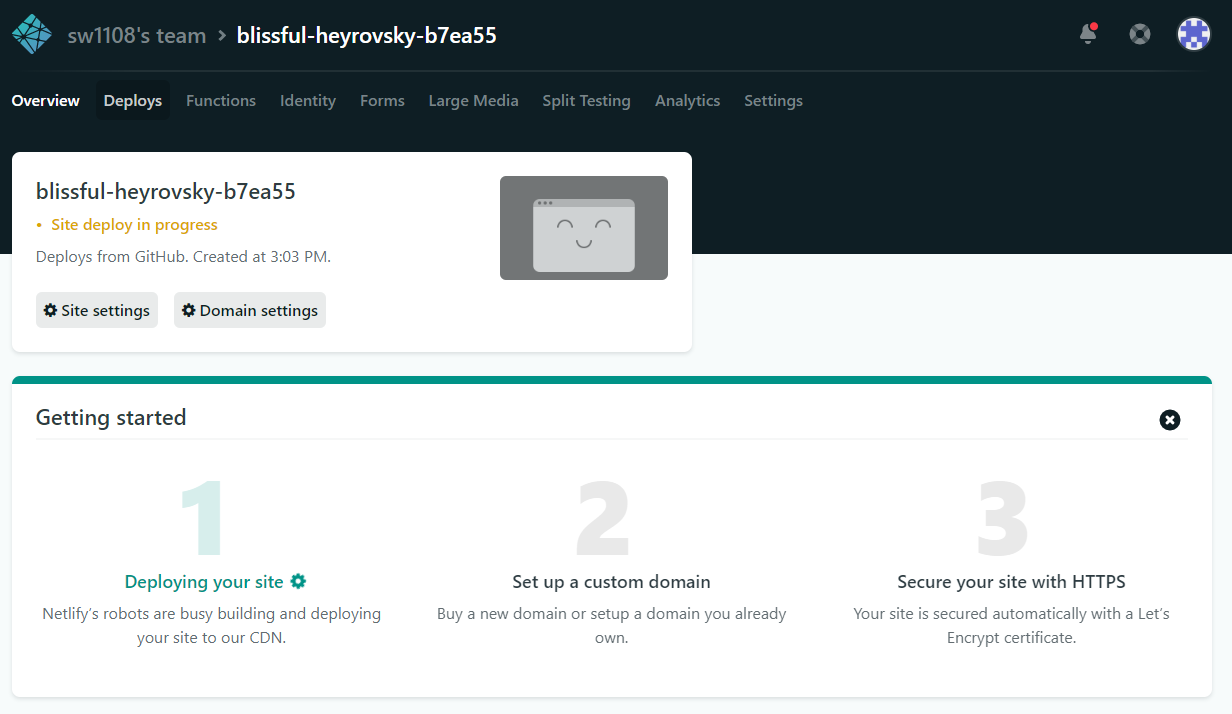 sw1108's team > blissful-heyrovsky-b7ea55
Overview Deploys Functions Identity Forms Large Media Split Testing Analytics Settings
blissful-heyrovsky-b7ea55
• Site deploy in progress
Deploys from GitHub. Created at 3:03 PM.
Site settings Domain settings
Getting started
1
Deploying your site
Netlify’s robots are busy building and deploying
your site to our CDN.
2
Set up a custom domain
Buy a new domain or setup a domain you already
own.
3
Secure your site with HTTPS
Your site is secured automatically with a Let’s
Encrypt certificate.